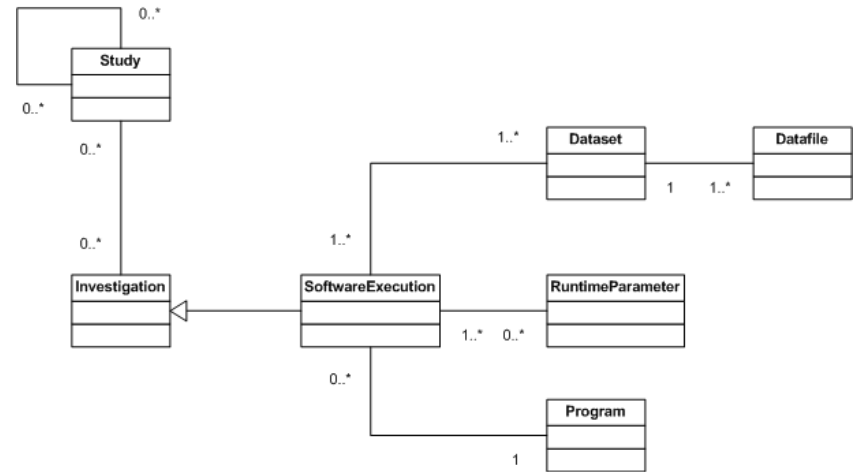 0..*
Study
0..*
0..*
1..*
Dataset
Datafile
1
1..*
0..*
1..*
Investigation
SoftwareExecution
RuntimeParameter
1..*
0..*
0..*
Program
1